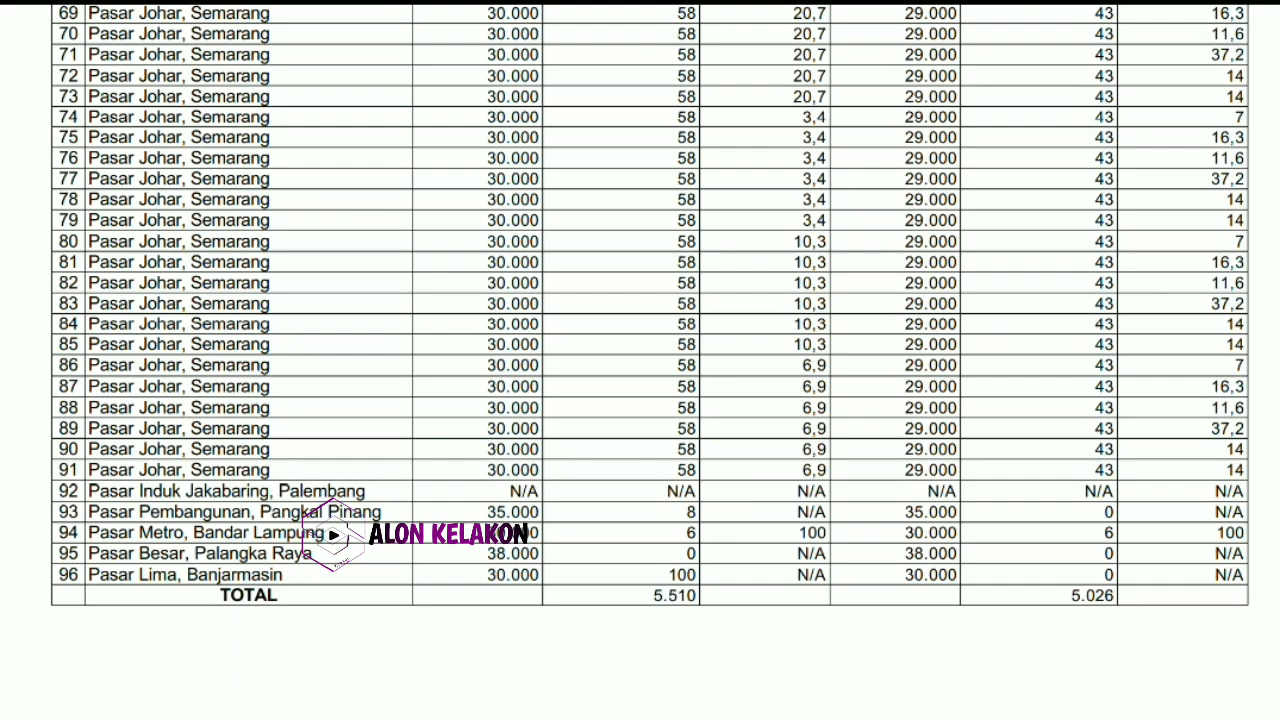 69 Pasar Johar, Semarang 30.000 58 20,7 29.000 43 16,3
70 Pasar Johar, Semarang 30.000 58 20,7 29.000 43 11,6
71 Pasar Johar, Semarang 30.000 58 20,7 29.000 43 37,2
72 Pasar Johar, Semarang 30.000 58 20,7 29.000 43 14
73 Pasar Johar, Semarang 30.000 58 20,7 29.000 43 14
74 Pasar Johar, Semarang 30.000 58 3,4 29.000 43 7
75 Pasar Johar, Semarang 30.000 58 3,4 29.000 43 16,3
76 Pasar Johar, Semarang 30.000 58 3,4 29.000 43 11,6
77 Pasar Johar, Semarang 30.000 58 3,4 29.000 43 37,2
78 Pasar Johar, Semarang 30.000 58 3,4 29.000 43 14
79 Pasar Johar, Semarang 30.000 58 3,4 29.000 43 14
80 Pasar Johar, Semarang 30.000 58 10,3 29.000 43 7
81 Pasar Johar, Semarang 30.000 58 10,3 29.000 43 16,3
82 Pasar Johar, Semarang 30.000 58 10,3 29.000 43 11,6
83 Pasar Johar, Semarang 30.000 58 10,3 29.000 43 37,2
84 Pasar Johar, Semarang 30.000 58 10,3 29.000 43 14
85 Pasar Johar, Semarang 30.000 58 10,3 29.000 43 14
86 Pasar Johar, Semarang 30.000 58 6,9 29.000 43 7
87 Pasar Johar, Semarang 30.000 58 6,9 29.000 43 16,3
88 Pasar Johar, Semarang 30.000 58 6,9 29.000 43 11,6
89 Pasar Johar, Semarang 30.000 58 6,9 29.000 43 37,2
90 Pasar Johar, Semarang 30.000 58 6,9 29.000 43 14
91 Pasar Johar, Semarang 30.000 58 6,9 29.000 43 14
92 Pasar Induk Jakabaring, Palembang N/A N/A N/A N/A N/A N/A
93 Pasar Pembangunan, Pangkal Pinang 35.000 8 N/A 35.000 0 N/A
94 Pasar Metro, Bandar Lampung 6 100 30.000 6 100
ALON KELAKON
95 Pasar Besar, Palangka Raya 38.000 0 N/A 38.000 0 N/A
96 Pasar Lima, Banjarmasin 30.000 100 N/A 30.000 0 N/A
TOTAL 5.510 5.026